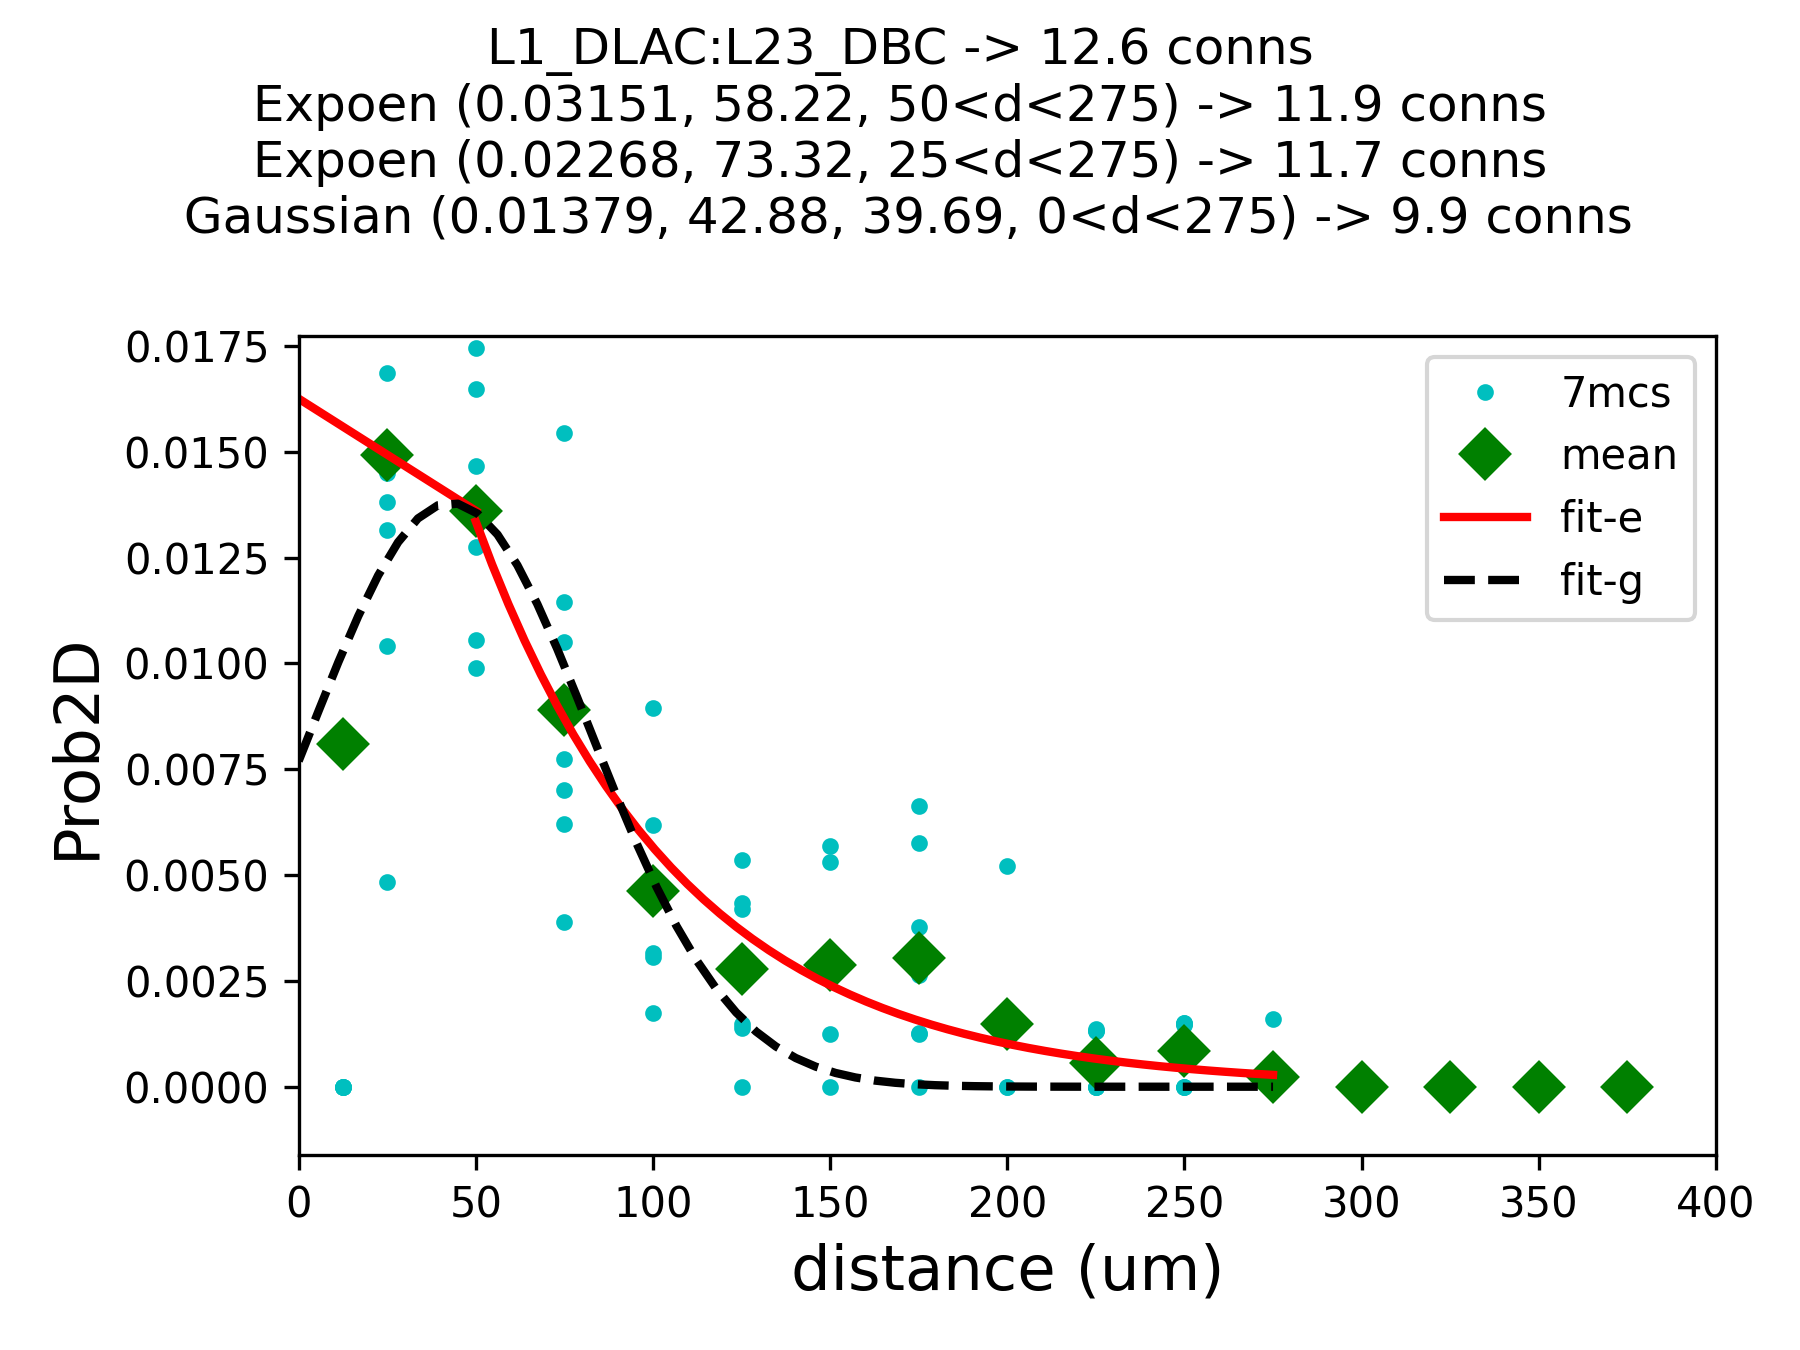 L1_DLAC:L23_DBC -> 12.6 conns
Expoen (0.03151, 58.22, 50<d<275) -> 11.9 conns
Expoen (0.02268, 73.32, 25<d<275) -> 11.7 conns
Gaussian (0.01379, 42.88, 39.69, 0<d<275) -> 9.9 conns
0.0175
0.0150
0.0125
0.0100
0.0075
0.0050
0.0025
0.0000
Prob2D
7mcs
mean
fit-e
fit-g
0 50 100 150 200 250 300 350 400
distance (um)